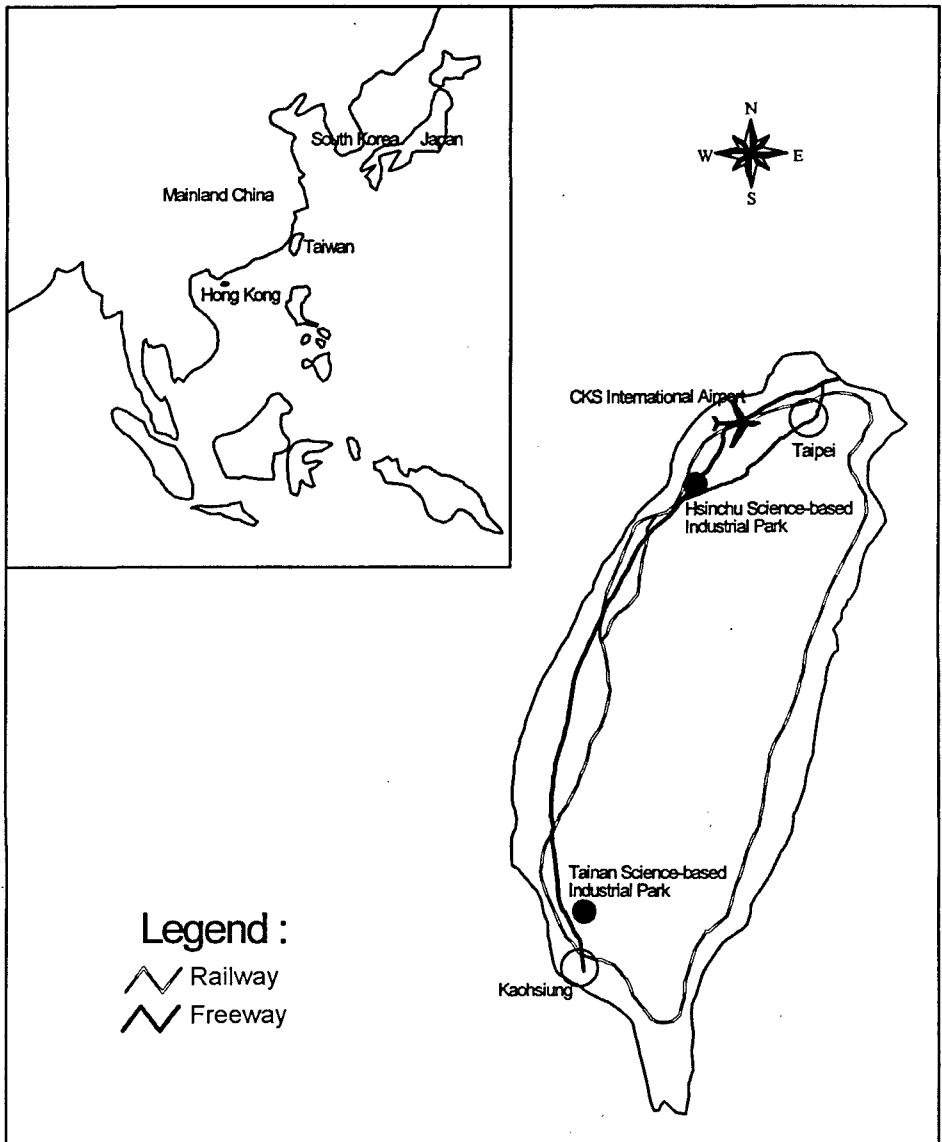 South Korea
Japan
Mainland China
Taiwan
Hong Kong
N
W
E
S
CKS International Airport
Taipei
Hsinchu Science-based
Industrial Park
Tainan Science-based
Industrial Park
Kaohsiung
Legend :
Railway
Freeway